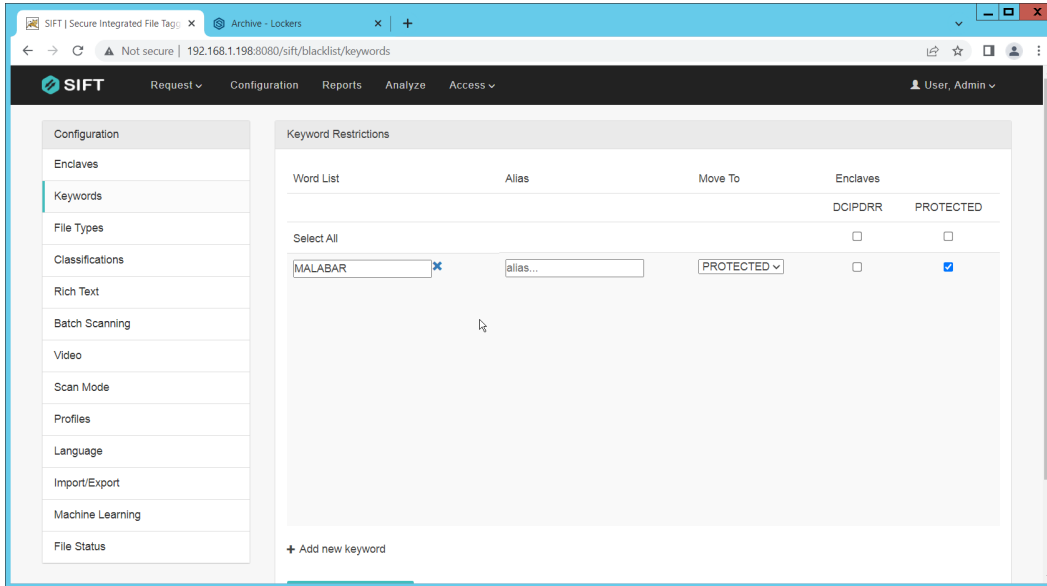 SIFT | Secure Integrated File Tagg
Archive - Lockers
Not secure | 192.168.1.198:8080/sift/blacklist/keywords
SIFT Request Configuration Reports Analyze Access User, Admin
Configuration
Enclaves
Keywords
File Types
Classifications
Rich Text
Batch Scanning
Video
Scan Mode
Profiles
Language
Import/Export
Machine Learning
File Status
Keyword Restrictions
Word List Alias Move To Enclaves
DCIPDRR PROTECTED
Select All
MALABAR alias... PROTECTED
+ Add new keyword